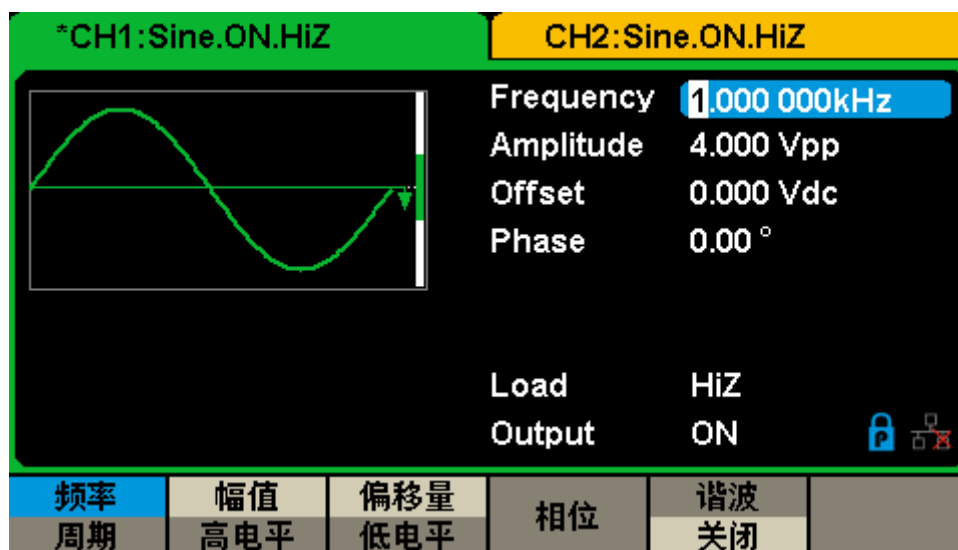 *CH1:Sine.ON.HiZ
CH2:Sine.ON.HiZ
Frequency 1.000 000kHz
Amplitude 4.000 Vpp
Offset 0.000 Vdc
Phase 0.00 °
Load HiZ
Output ON
P
频率 幅值 偏移量 相位 谐波
周期 高电平 低电平 关闭